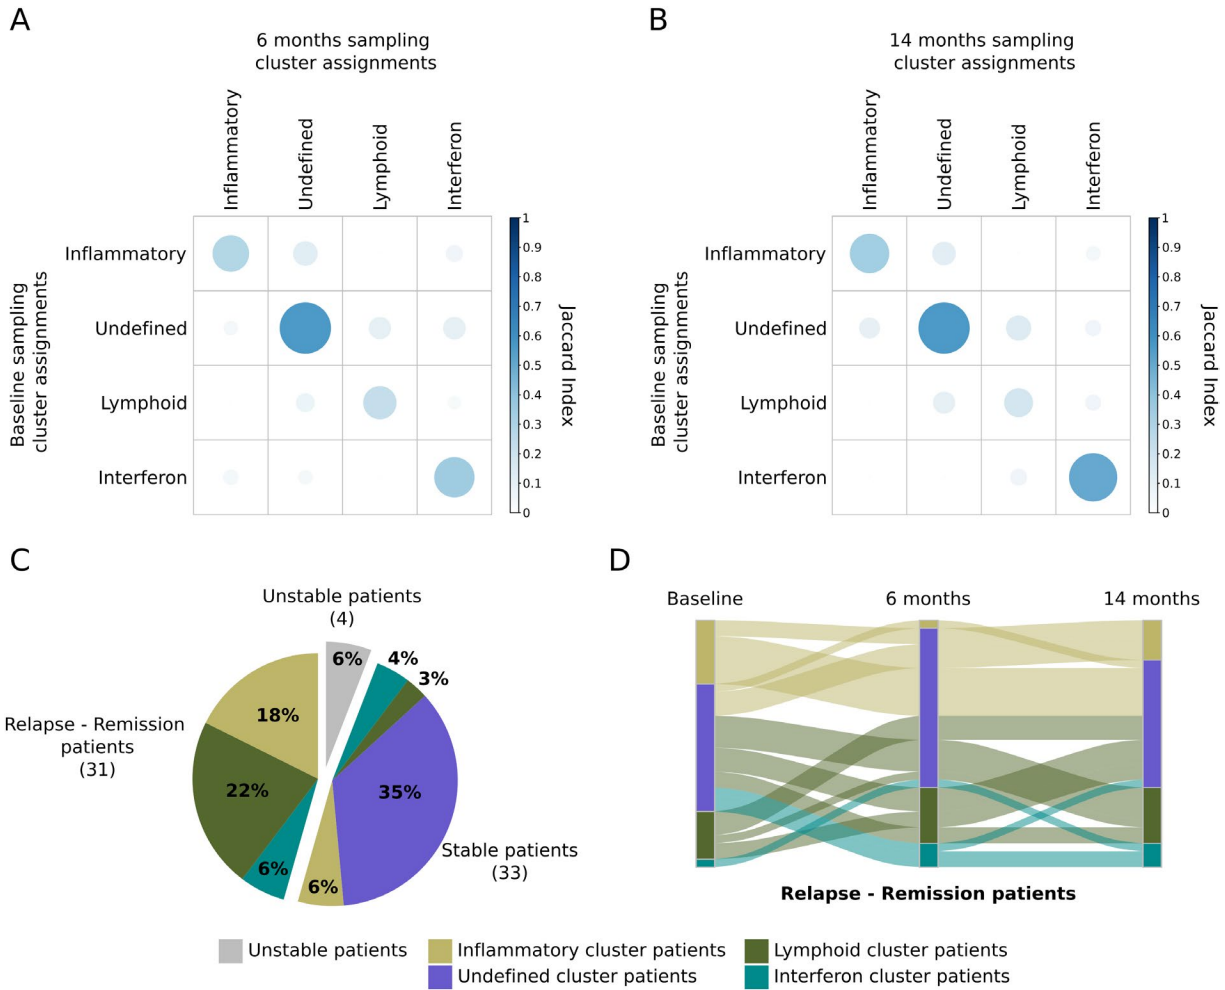 A
6 months sampling
cluster assignments
Inflammatory
Undefined
Lymphoid
Interferon
Baseline sampling
cluster assignments
Inflammatory
Undefined
Lymphoid
Interferon
1
0.9
0.8
0.7
0.6
0.5
0.4
0.3
0.2
0.1
0
Jaccard Index
B
14 months sampling
cluster assignments
Inflammatory
Undefined
Lymphoid
Interferon
Baseline sampling
cluster assignments
Inflammatory
Undefined
Lymphoid
Interferon
1
0.9
0.8
0.7
0.6
0.5
0.4
0.3
0.2
0.1
0
Jaccard Index
C
Unstable patients
(4)
6%
4%
3%
35%
6%
6%
22%
18%
Relapse - Remission
patients
(31)
Stable patients
(33)
D
Baseline
6 months
14 months
Relapse - Remission patients
Unstable patients
Inflammatory cluster patients
Undefined cluster patients
Lymphoid cluster patients
Interferon cluster patients